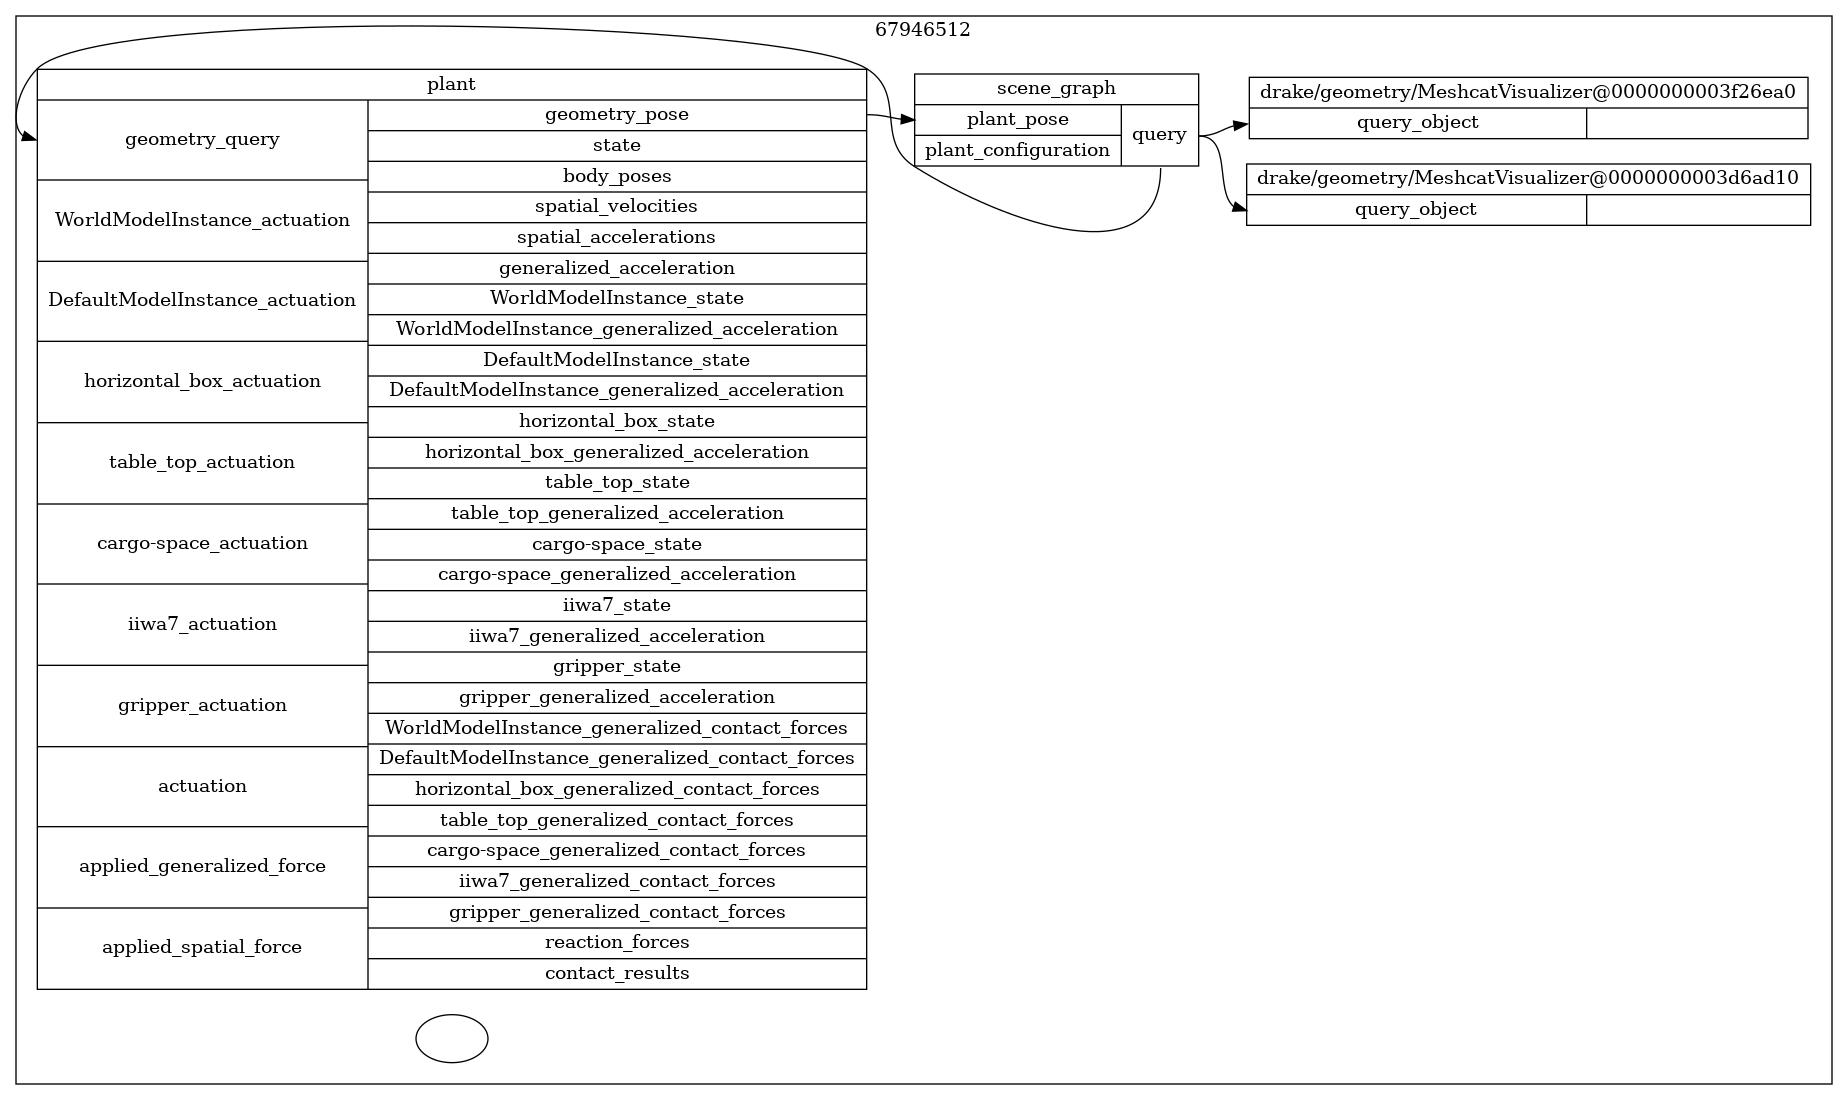 67946512
plant
geometry_query
WorldModelInstance_actuation
DefaultModelInstance_actuation
horizontal_box_actuation
table_top_actuation
cargo-space_actuation
iiwa7_actuation
gripper_actuation
actuation
applied_generalized_force
applied_spatial_force
geometry_pose
state
body_poses
spatial_velocities
spatial_accelerations
generalized_acceleration
WorldModelInstance_state
WorldModelInstance_generalized_acceleration
DefaultModelInstance_state
DefaultModelInstance_generalized_acceleration
horizontal_box_state
horizontal_box_generalized_acceleration
table_top_state
table_top_generalized_acceleration
cargo-space_state
cargo-space_generalized_acceleration
iiwa7_state
iiwa7_generalized_acceleration
gripper_state
gripper_generalized_acceleration
WorldModelInstance_generalized_contact_forces
DefaultModelInstance_generalized_contact_forces
horizontal_box_generalized_contact_forces
table_top_generalized_contact_forces
cargo-space_generalized_contact_forces
iiwa7_generalized_contact_forces
gripper_generalized_contact_forces
reaction_forces
contact_results
scene_graph
plant_pose
plant_configuration
query
drake/geometry/MeshcatVisualizer@0000000003f26ea0
query_object
drake/geometry/MeshcatVisualizer@0000000003d6ad10
query_object